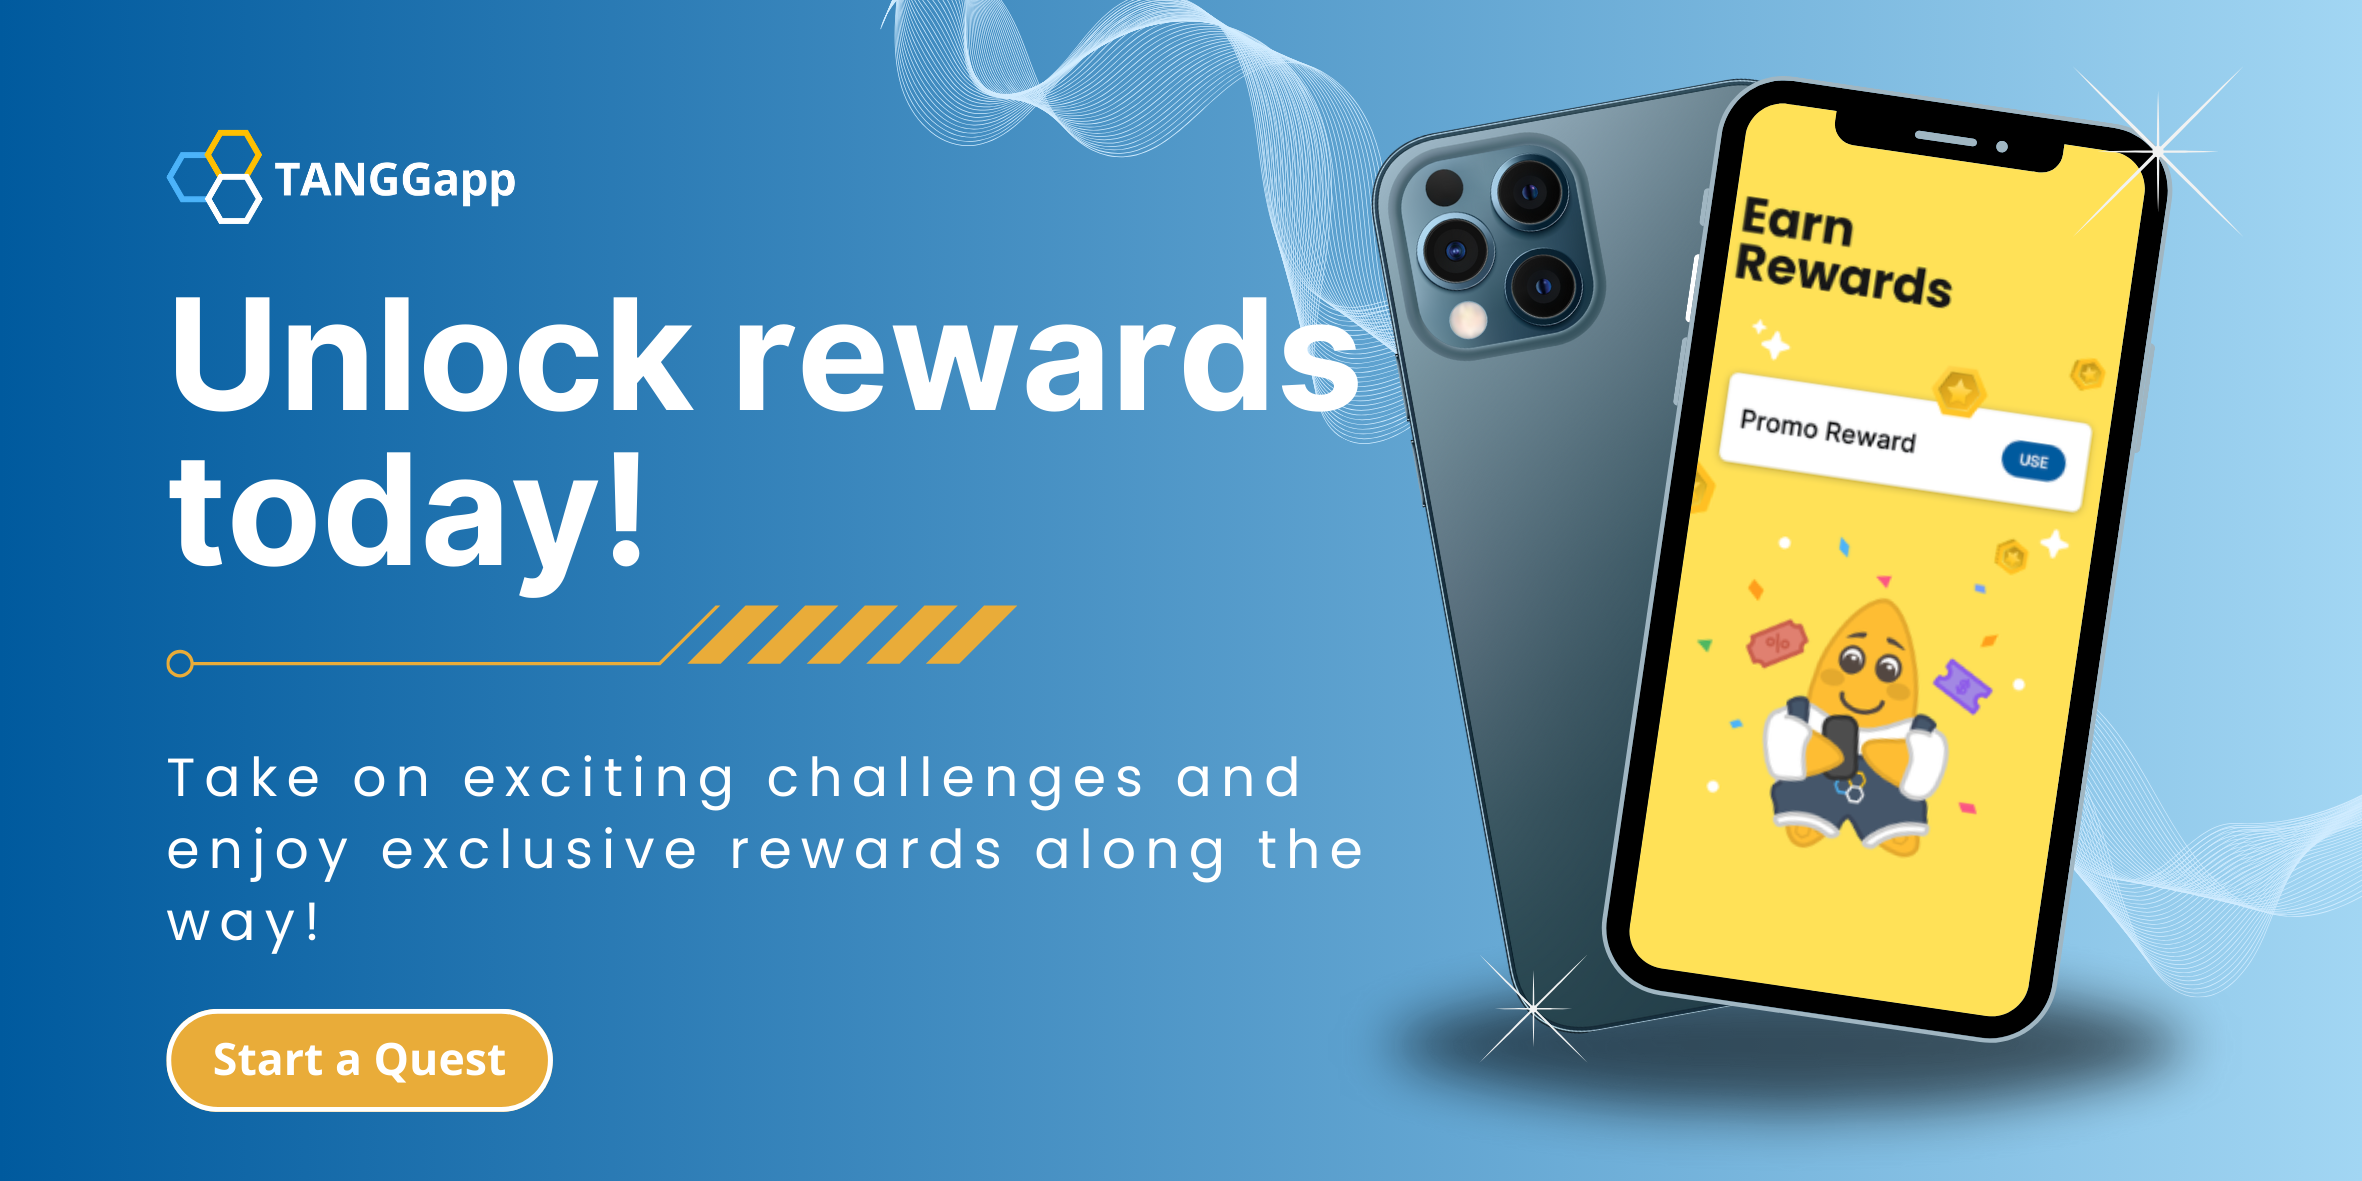 TANGGapp
Unlock rewards
today!
Take on exciting challenges and
enjoy exclusive rewards along the
way!
Start a Quest
Earn
Rewards
Promo Reward
USE
%
$